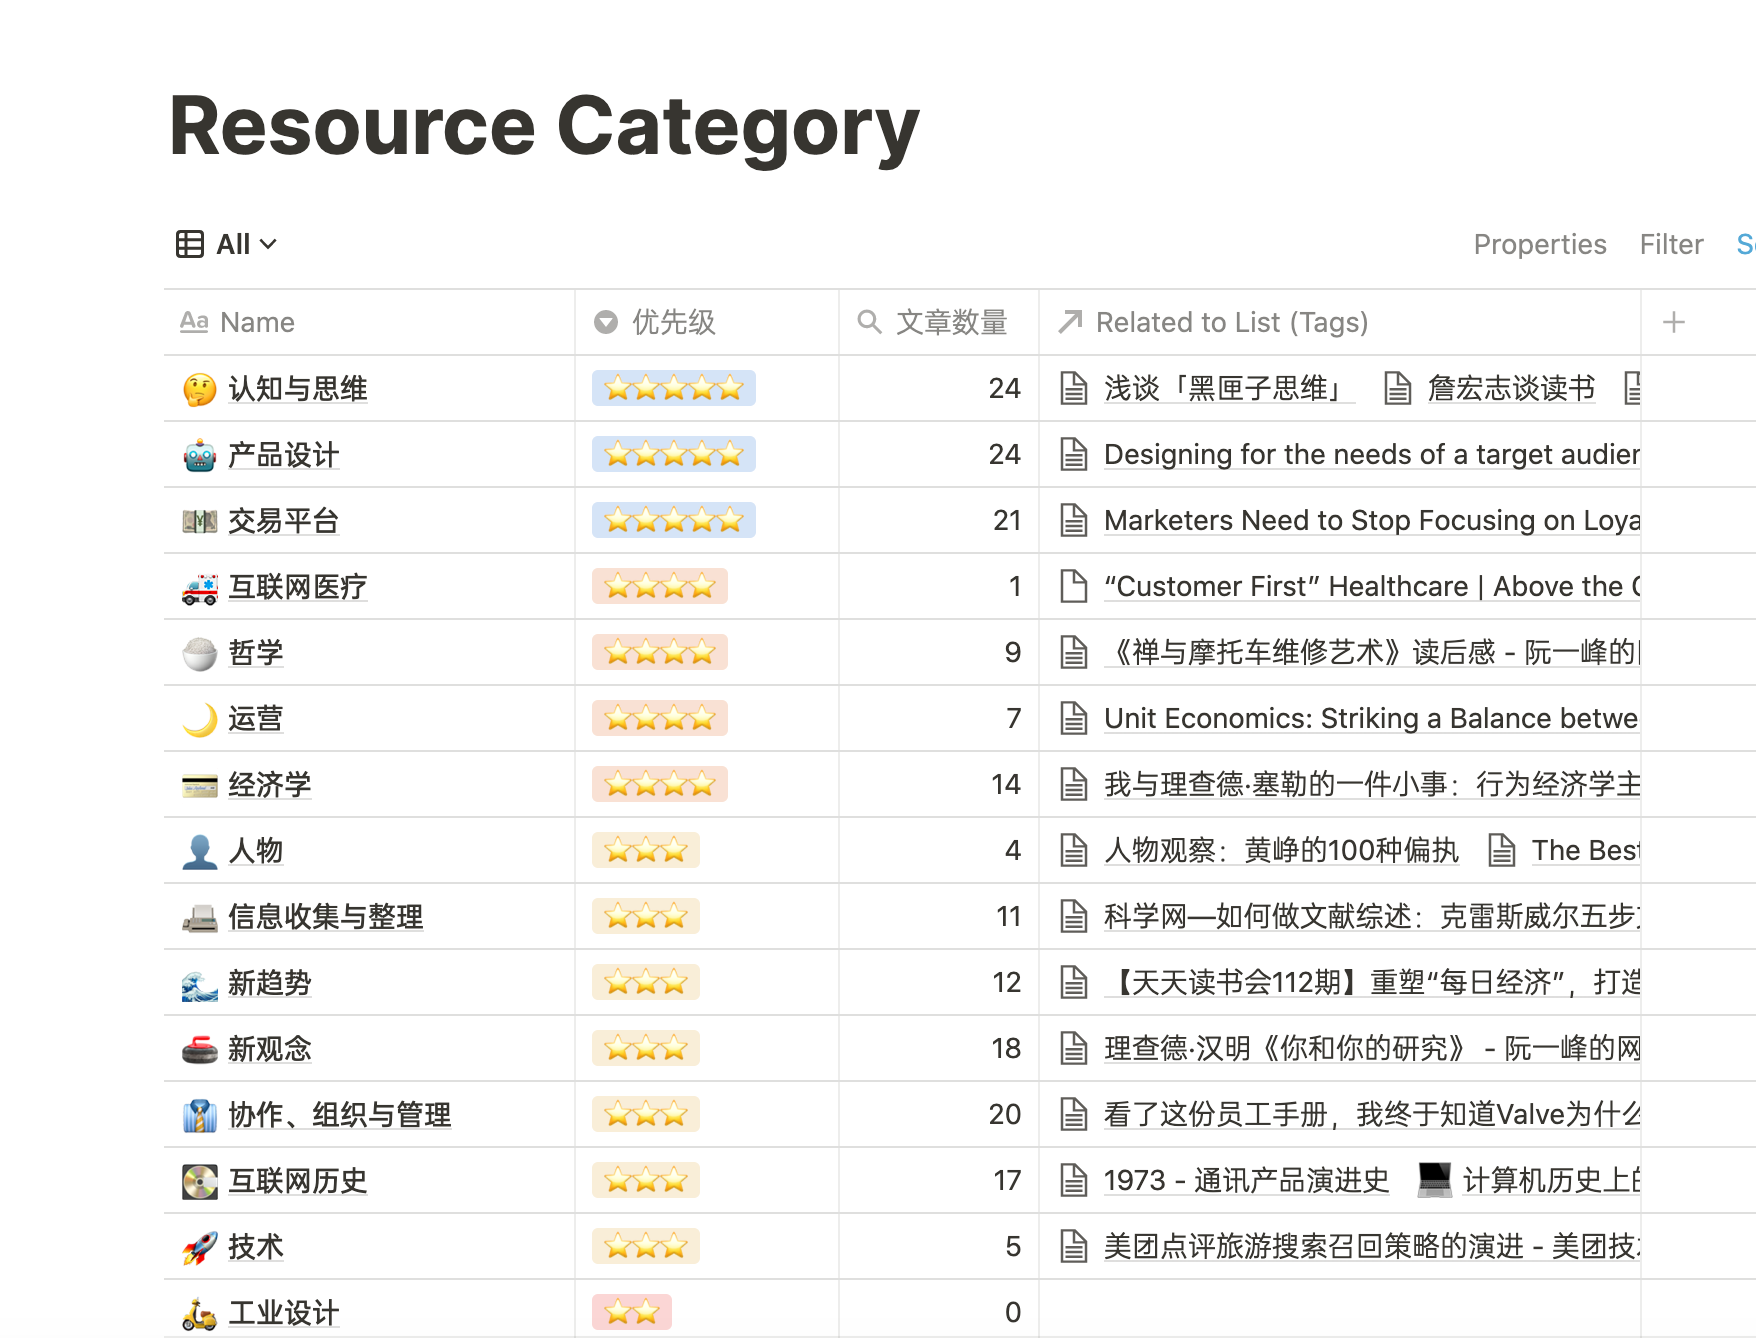 Resource Category
All Properties Filter
Aa Name 优先级 文章数量 Related to List (Tags)
认知与思维 24 浅谈「黑匣子思维」 詹宏志谈读书
产品设计 24 Designing for the needs of a target
交易平台 21 Marketers Need to Stop Focusing on
互联网医疗 1 “Customer First” Healthcare | Above the
哲学 9 《禅与摩托车维修艺术》读后感 - 阮一峰的
运营 7 Unit Economics: Striking a Balance
经济学 14 我与理查德·塞勒的一件小事：行为经济学主
人物 4 人物观察：黄峥的100种偏执 The Best
信息收集与整理 11 科学网—如何做文献综述：克雷斯威尔五步
新趋势 12 【天天读书会112期】重塑“每日经济”，打造
新观念 18 理查德·汉明《你和你的研究》 - 阮一峰的网
协作、组织与管理 20 看了这份员工手册，我终于知道Valve为什么
互联网历史 17 1973 - 通讯产品演进史 计算机历史上
技术 5 美团点评旅游搜索召回策略的演进 - 美团技
工业设计 0